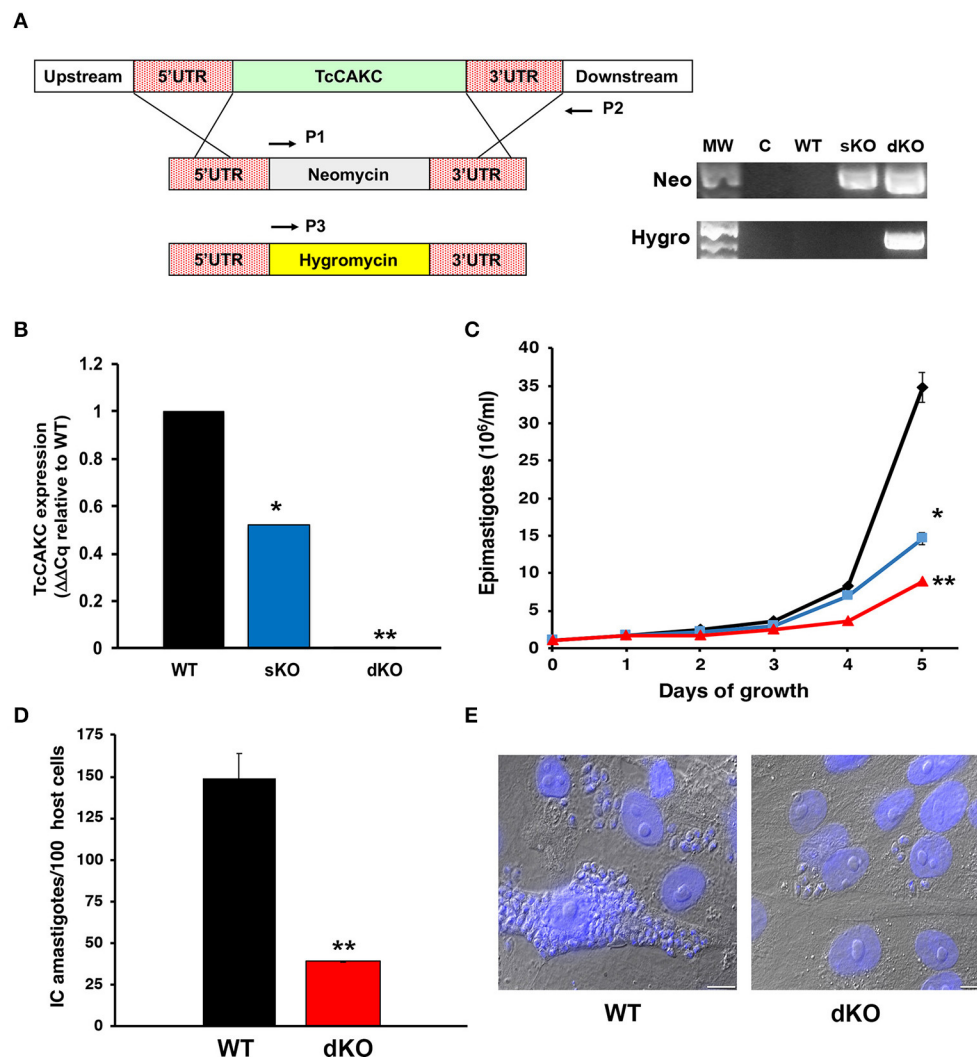 A
Upstream 5'UTR TcCAKC 3'UTR Downstream
P2
P1
5'UTR Neomycin 3'UTR
P3
5'UTR Hygromycin 3'UTR
MW C WT sKO dKO
Neo
Hygro
B
TcCAKC expression
(ΔΔCq relative to WT)
1.2
1
0.8
0.6
0.4
0.2
0
*
**
WT sKO dKO
C
Epimastigotes (10⁶/ml)
40
35
30
25
20
15
10
5
0
*
**
0 1 2 3 4 5
Days of growth
D
IC amastigotes/100 host cells
175
150
125
100
75
50
25
0
**
WT dKO
E
WT dKO